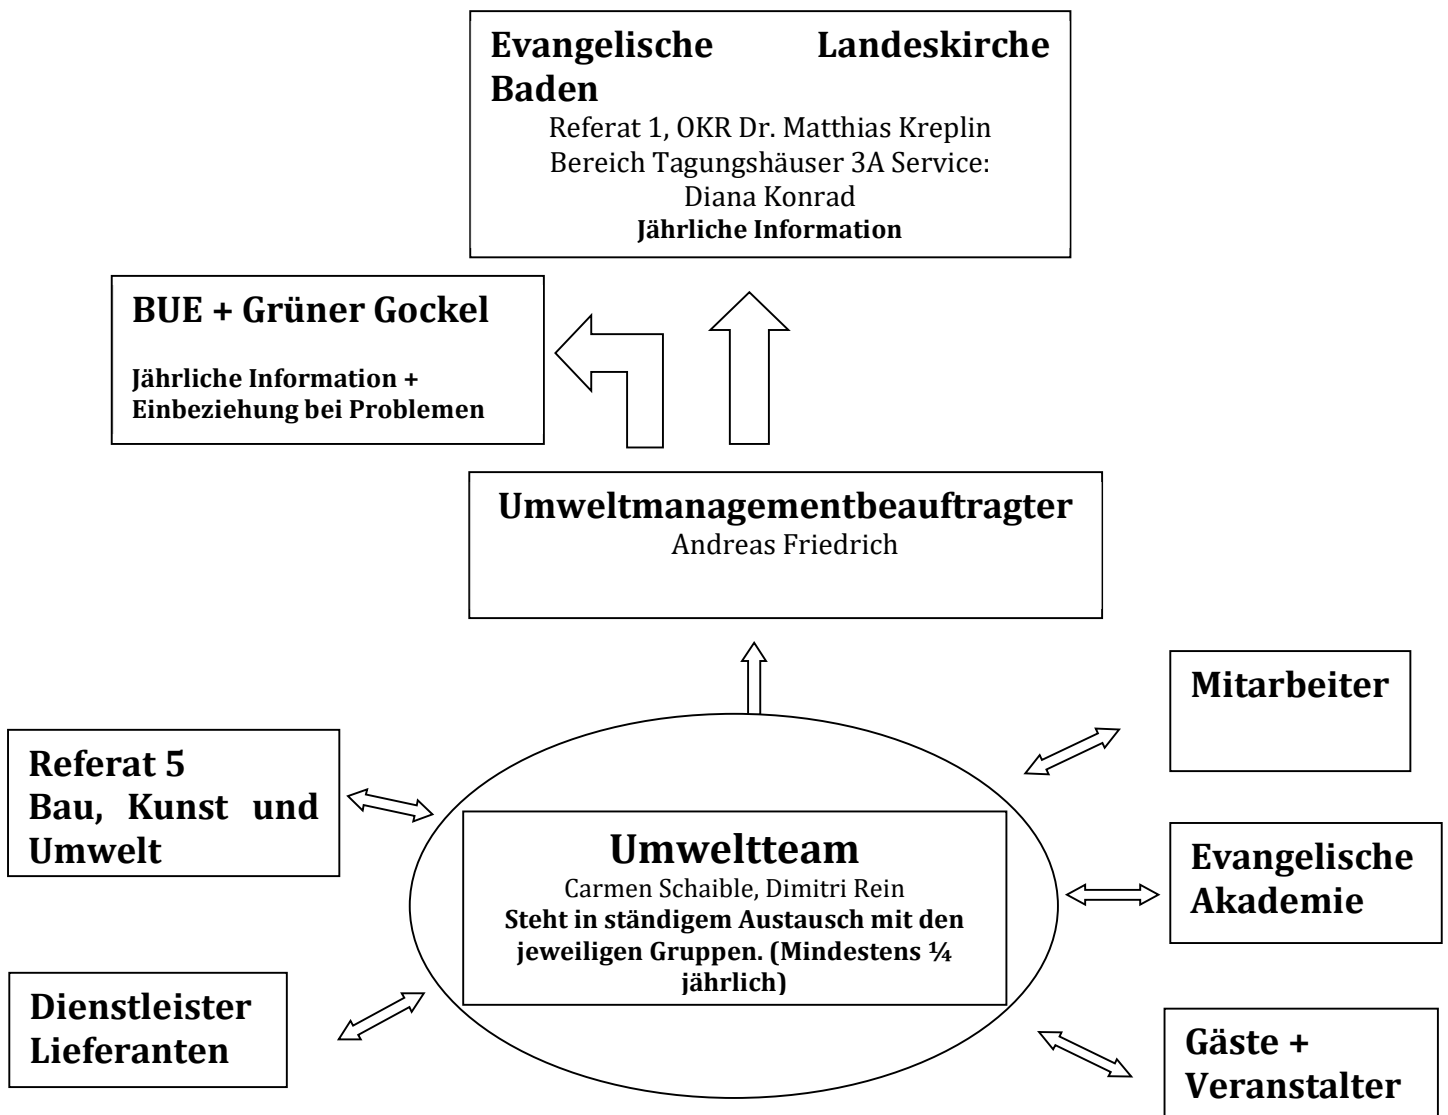 Evangelische Landeskirche
Baden
Referat 1, OKR Dr. Matthias Kreplin
Bereich Tagungshäuser 3A Service:
Diana Konrad
Jährliche Information
BUE + Grüner Gockel
Jährliche Information +
Einbeziehung bei Problemen
Umweltmanagementbeauftragter
Andreas Friedrich
Mitarbeiter
Referat 5
Bau, Kunst und
Umwelt
Umweltteam
Carmen Schaible, Dimitri Rein
Steht in ständigem Austausch mit den
jeweiligen Gruppen. (Mindestens ¼
jährlich)
Evangelische
Akademie
Dienstleister
Lieferanten
Gäste +
Veranstalter